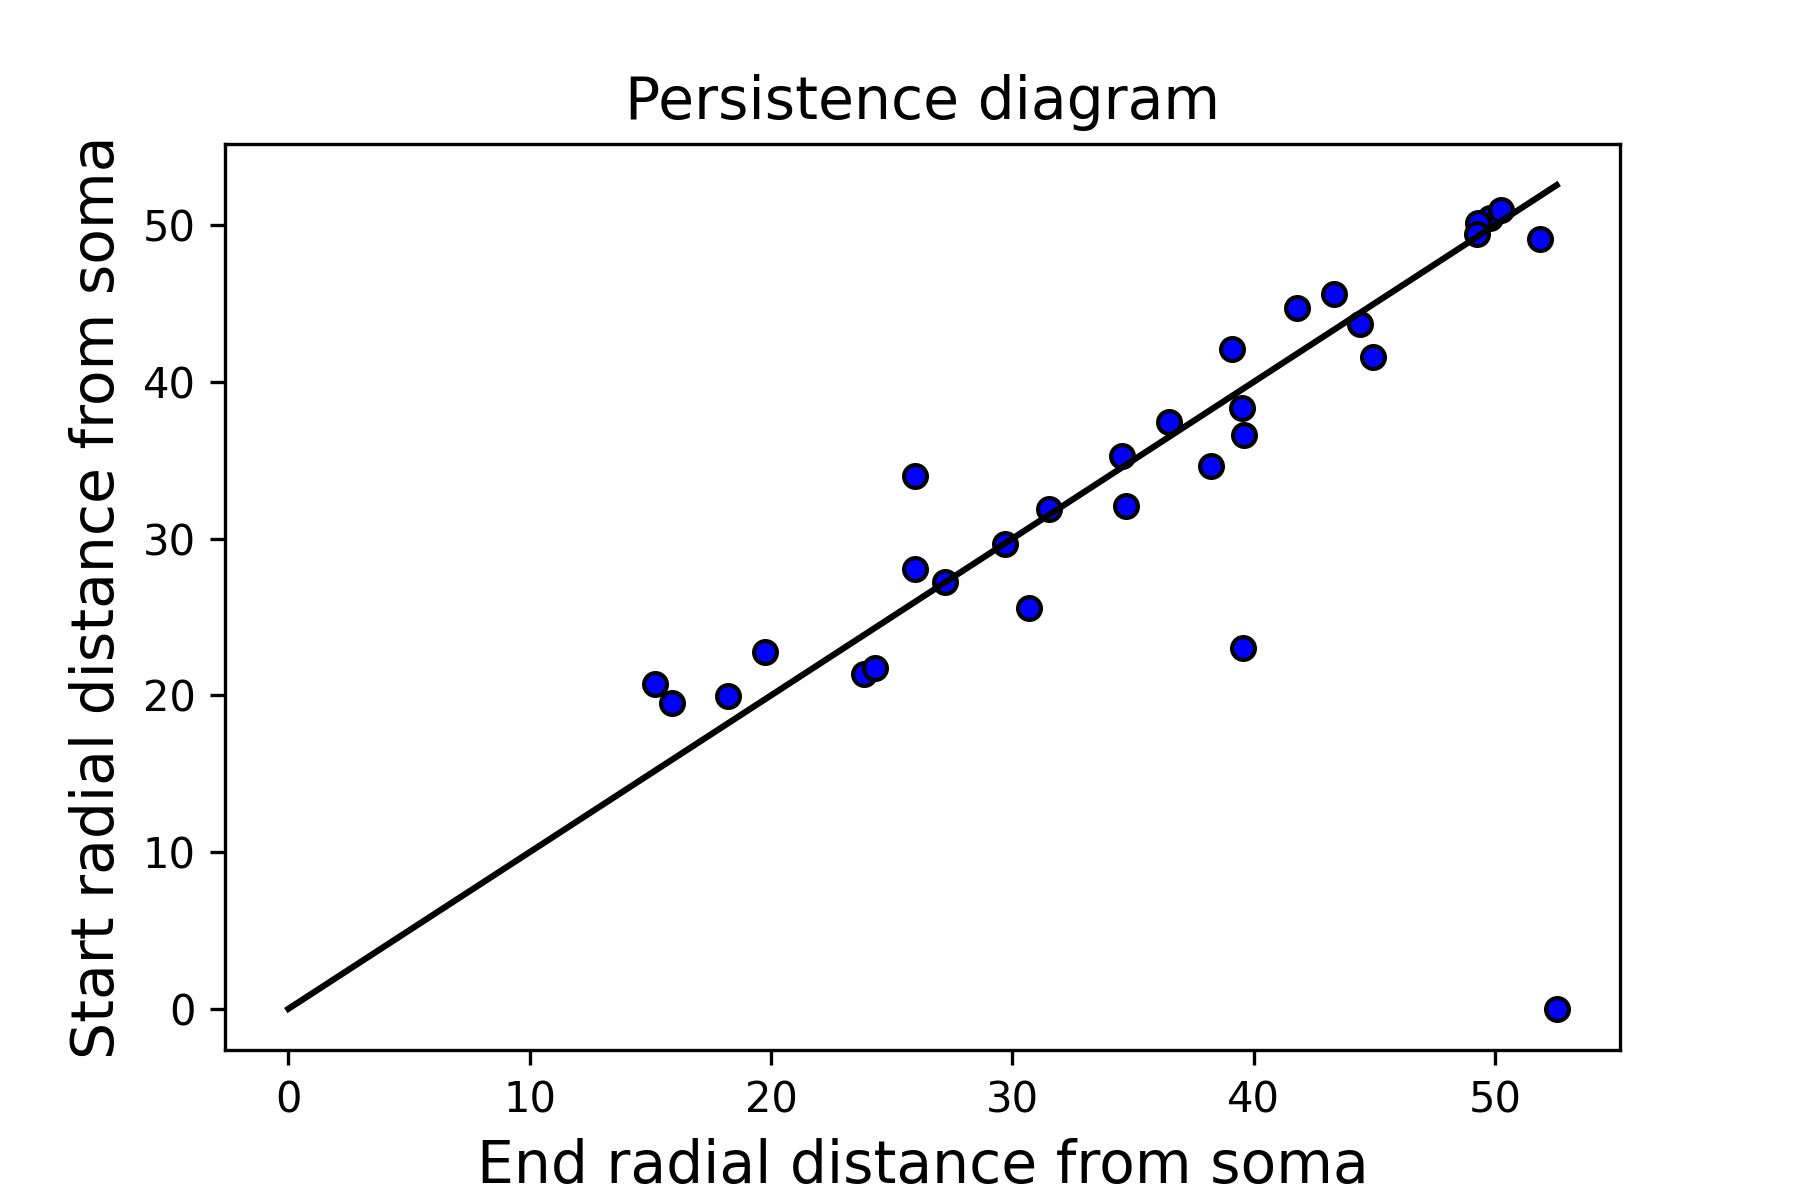 Persistence diagram
Start radial distance from soma
50
40
30
20
10
0
0 10 20 30 40 50
End radial distance from soma